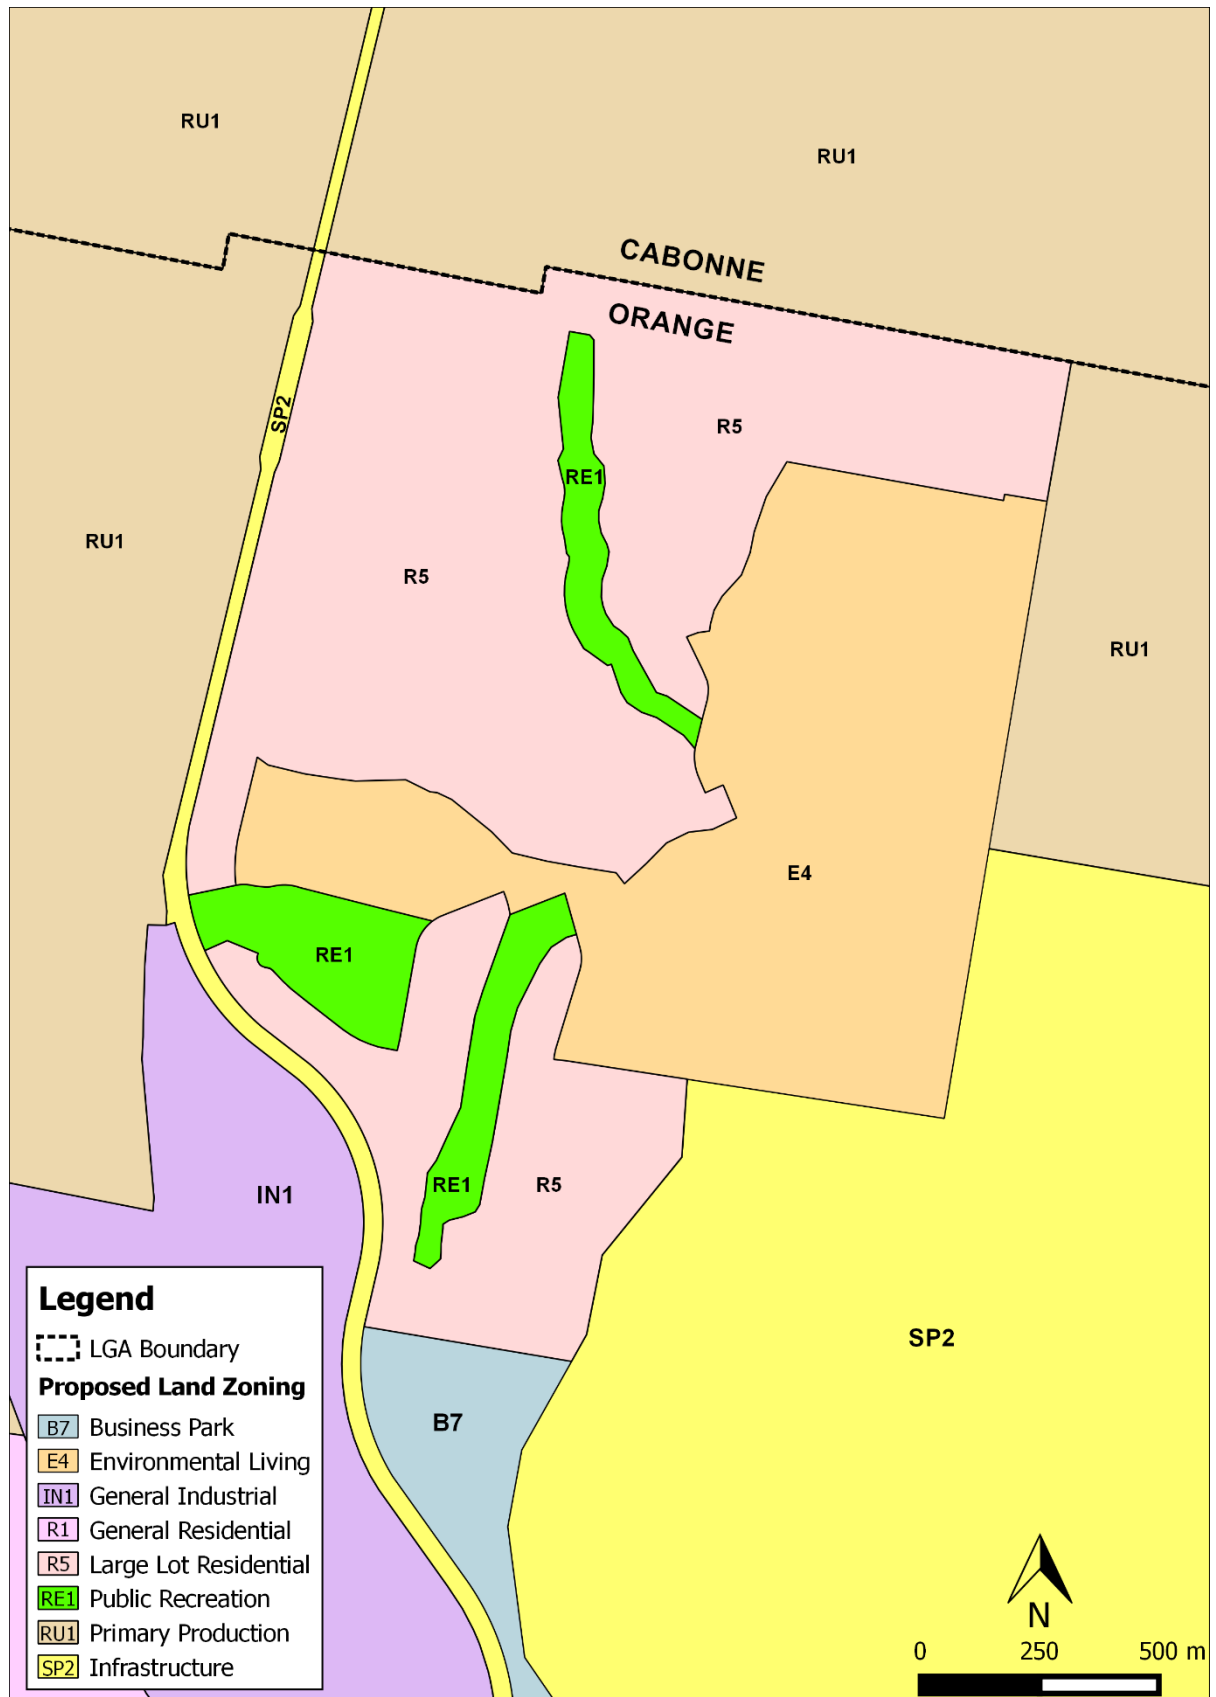 RU1
RU1
CABONNE
ORANGE
SP2
R5
RE1
RU1
R5
RU1
E4
RE1
RE1
R5
IN1
SP2
B7
Legend
LGA Boundary
Proposed Land Zoning
B7 Business Park
E4 Environmental Living
IN1 General Industrial
R1 General Residential
R5 Large Lot Residential
RE1 Public Recreation
RU1 Primary Production
SP2 Infrastructure
N
0 250 500 m